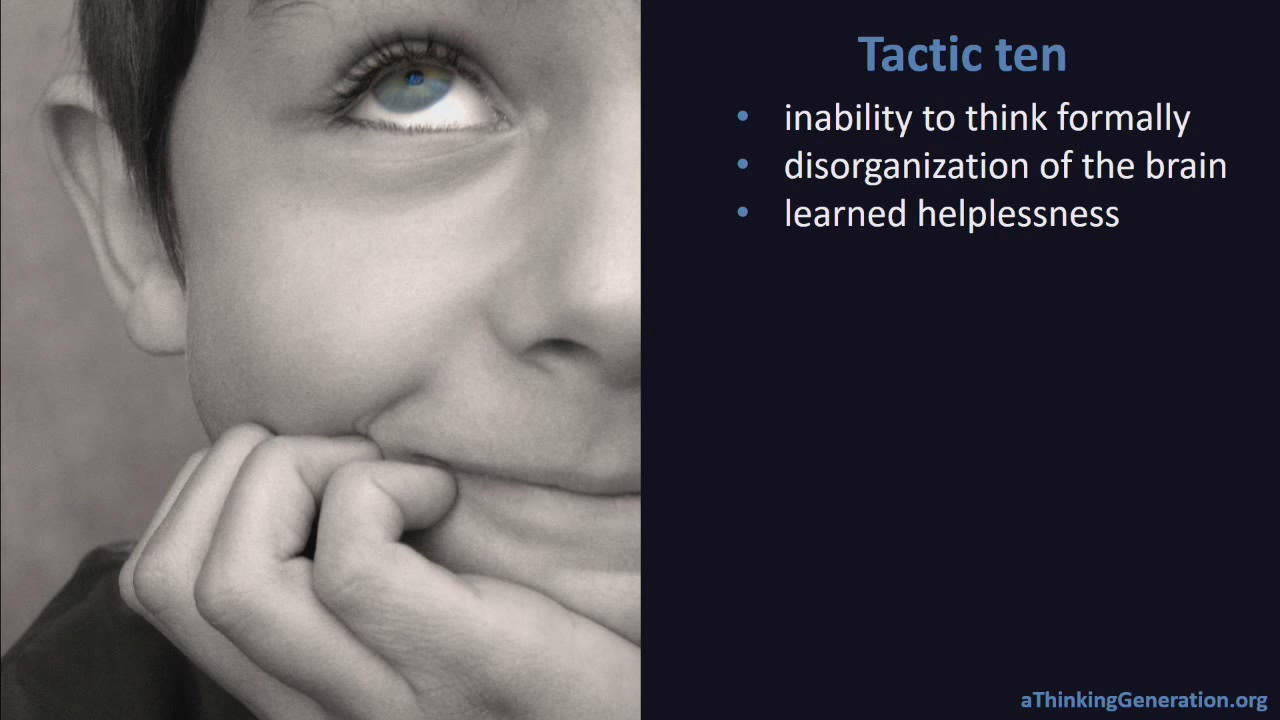 Tactic ten
• inability to think formally
• disorganization of the brain
• learned helplessness
aThinkingGeneration.org